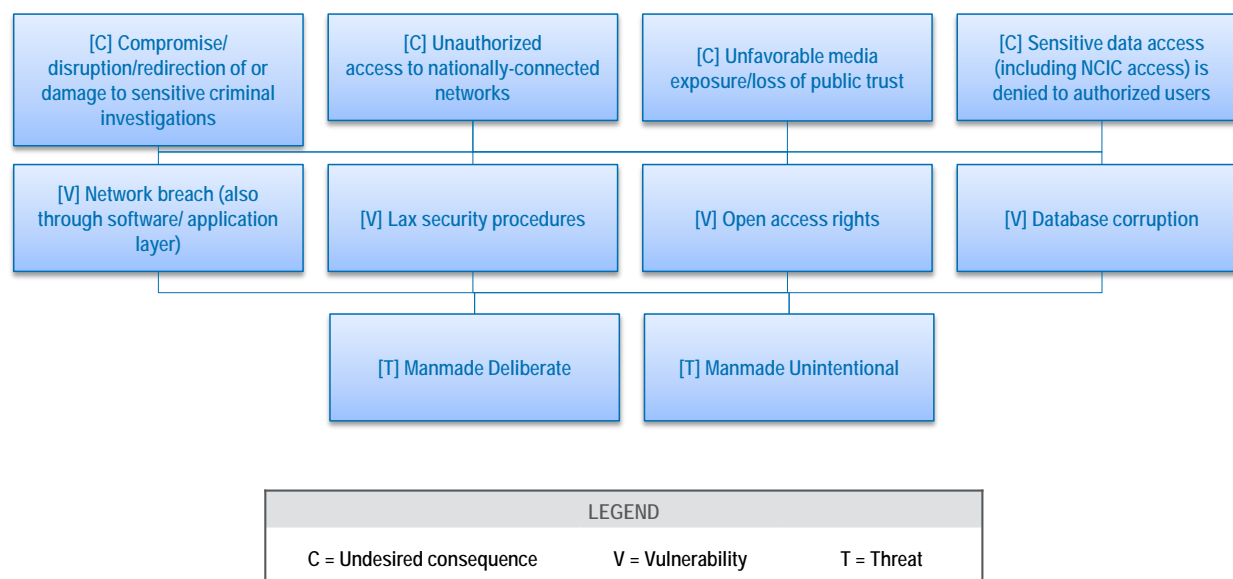 [C] Compromise/
disruption/redirection of or
damage to sensitive criminal
investigations
[C] Unauthorized
access to nationally-connected
networks
[C] Unfavorable media
exposure/loss of public trust
[C] Sensitive data access
(including NCIC access) is
denied to authorized users
[V] Network breach (also
through software/ application
layer)
[V] Lax security procedures
[V] Open access rights
[V] Database corruption
[T] Manmade Deliberate
[T] Manmade Unintentional
LEGEND
C = Undesired consequence V = Vulnerability T = Threat